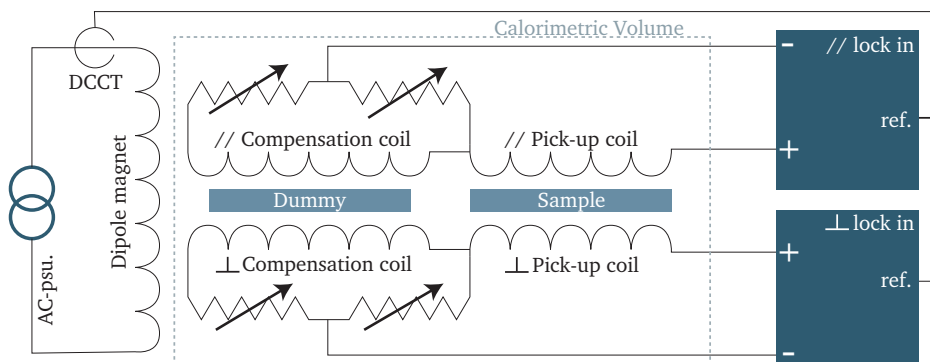 Calorimetric Volume
-
// lock in
DCCT
// Compensation coil
// Pick-up coil
ref.
+
Dipole magnet
Dummy
Sample
⊥ lock in
+
⊥ Compensation coil
⊥ Pick-up coil
ref.
AC-psu.
-